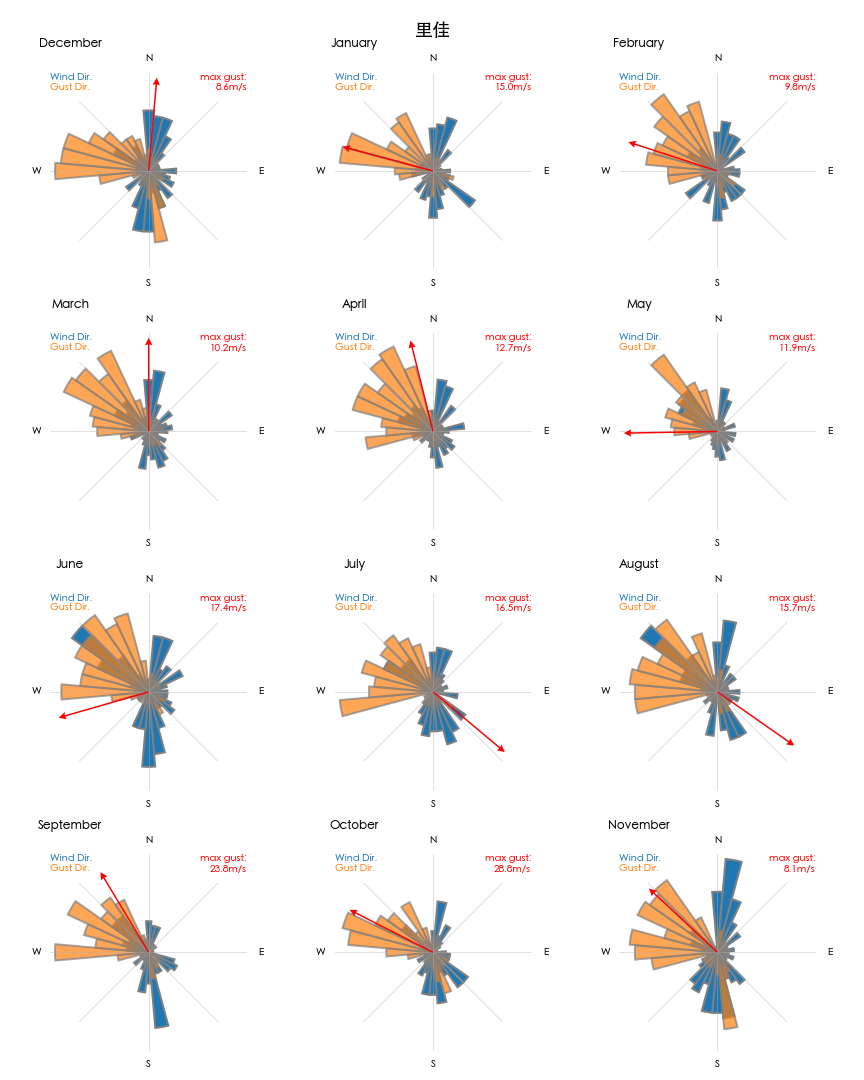 里佳
December
N
Wind Dir.
Gust Dir.
max gust:
8.6m/s
W
E
S
January
N
Wind Dir.
Gust Dir.
max gust:
15.0m/s
W
E
S
February
N
Wind Dir.
Gust Dir.
max gust:
9.8m/s
W
E
S
March
N
Wind Dir.
Gust Dir.
max gust:
10.2m/s
W
E
S
April
N
Wind Dir.
Gust Dir.
max gust:
12.7m/s
W
E
S
May
N
Wind Dir.
Gust Dir.
max gust:
11.9m/s
W
E
S
June
N
Wind Dir.
Gust Dir.
max gust:
17.4m/s
W
E
S
July
N
Wind Dir.
Gust Dir.
max gust:
16.5m/s
W
E
S
August
N
Wind Dir.
Gust Dir.
max gust:
15.7m/s
W
E
S
September
N
Wind Dir.
Gust Dir.
max gust:
23.8m/s
W
E
S
October
N
Wind Dir.
Gust Dir.
max gust:
28.8m/s
W
E
S
November
N
Wind Dir.
Gust Dir.
max gust:
8.1m/s
W
E
S